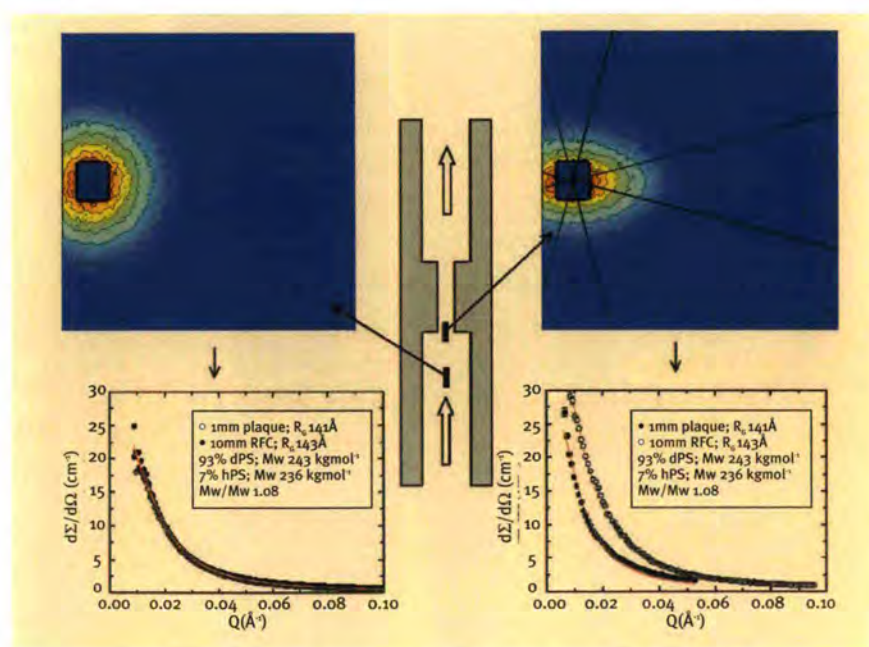 30
25
20
15
10
5
0
dΣ/dΩ (cm⁻¹)
○ 1mm plaque; R_G 141Å
● 10mm RFC; R_G 143Å
93% dPS; Mw 243 kgmol⁻¹
7% hPS; Mw 236 kgmol⁻¹
Mw/Mw 1.08
0.00 0.02 0.04 0.06 0.08 0.10
Q(Å⁻¹)
30
25
20
15
10
5
0
dΣ/dΩ (cm⁻¹)
● 1mm plaque; R_G 141Å
○ 10mm RFC; R_G 143Å
93% dPS; Mw 243 kgmol⁻¹
7% hPS; Mw 236 kgmol⁻¹
Mw/Mw 1.08
0.00 0.02 0.04 0.06 0.08 0.10
Q(Å⁻¹)